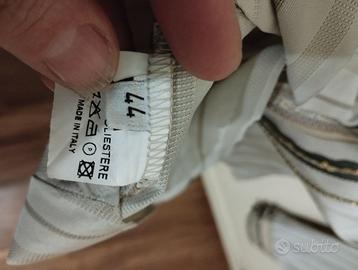 44
OLIESTERE
MADE IN ITALY
subito